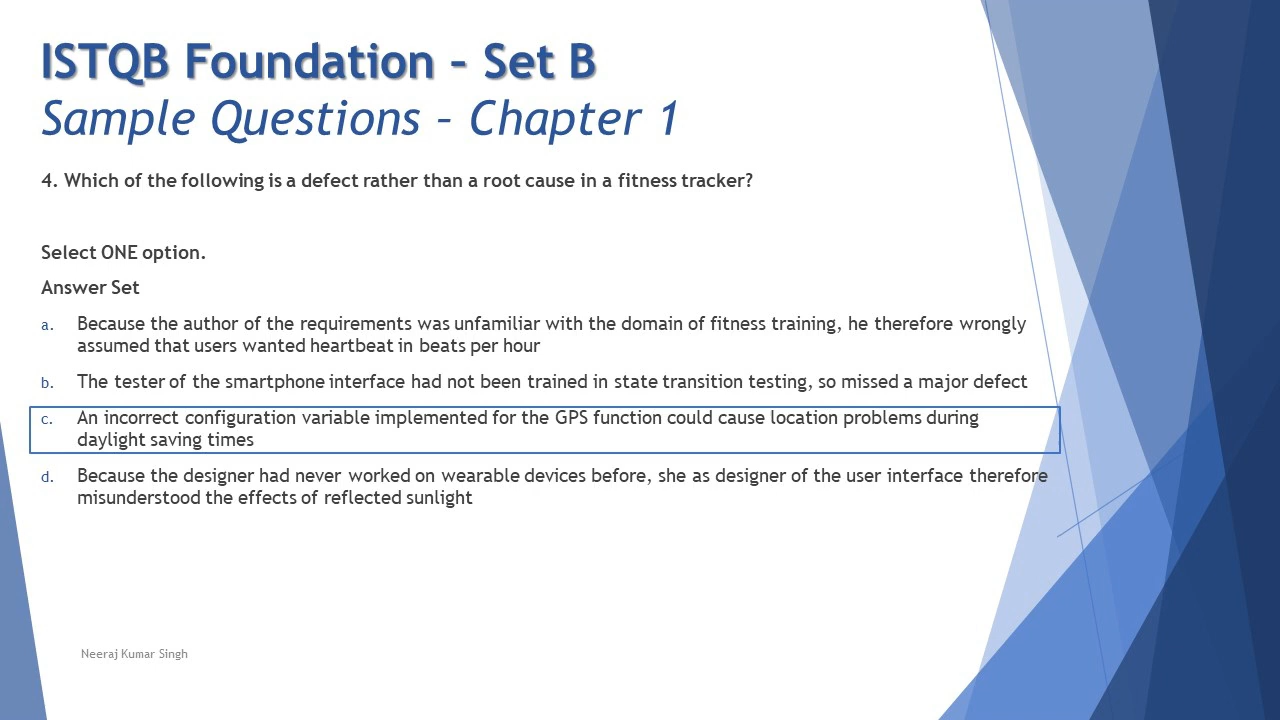 ISTQB Foundation – Set B
Sample Questions – Chapter 1
4. Which of the following is a defect rather than a root cause in a fitness tracker?
Select ONE option.
Answer Set
a. Because the author of the requirements was unfamiliar with the domain of fitness training, he therefore wrongly
assumed that users wanted heartbeat in beats per hour
b. The tester of the smartphone interface had not been trained in state transition testing, so missed a major defect
c. An incorrect configuration variable implemented for the GPS function could cause location problems during
daylight saving times
d. Because the designer had never worked on wearable devices before, she as designer of the user interface therefore
misunderstood the effects of reflected sunlight
Neeraj Kumar Singh